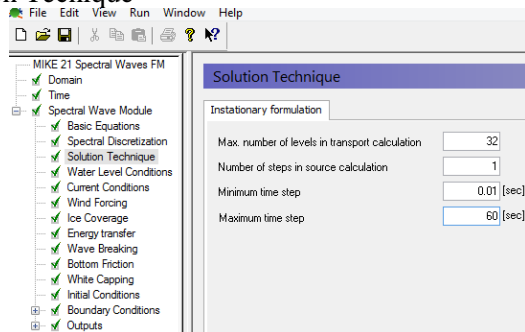 n Technique
File Edit View Run Window Help
MIKE 21 Spectral Waves FM
Domain
Time
Spectral Wave Module
Basic Equations
Spectral Discretization
Solution Technique
Water Level Conditions
Current Conditions
Wind Forcing
Ice Coverage
Energy transfer
Wave Breaking
Bottom Friction
White Capping
Initial Conditions
Boundary Conditions
Outputs
Solution Technique
Instationary formulation
Max. number of levels in transport calculation 32
Number of steps in source calculation 1
Minimum time step 0.01 [sec]
Maximum time step 60 [sec]